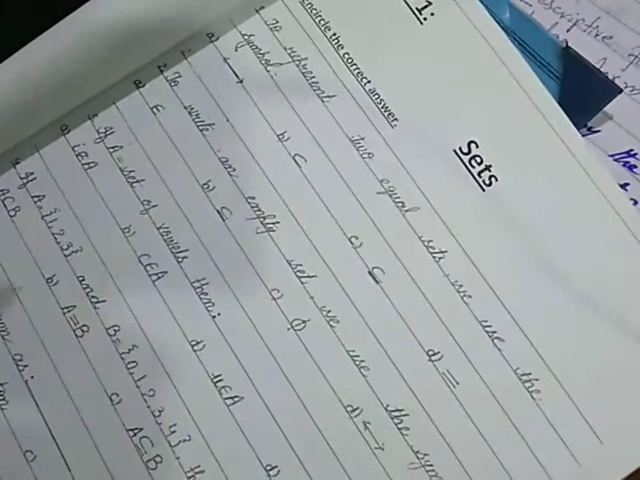 1:
Sets
Encircle the correct answer.
1. To represent two equal sets, we use the
symbol.
a) ↔ b) ⊂ c) ⊆ d) =
2. To write an empty set, we use the sym
a) ∈ b) ⊆ c) φ d) ↔
3. If A = set of vowels then:
a) i∈A b) c∈A d) u∈A d)
4. If A {1, 2, 3} and B= {0, 1, 2, 3, 4},
A⊂B b) A=B c) A⊆B
as:
c)